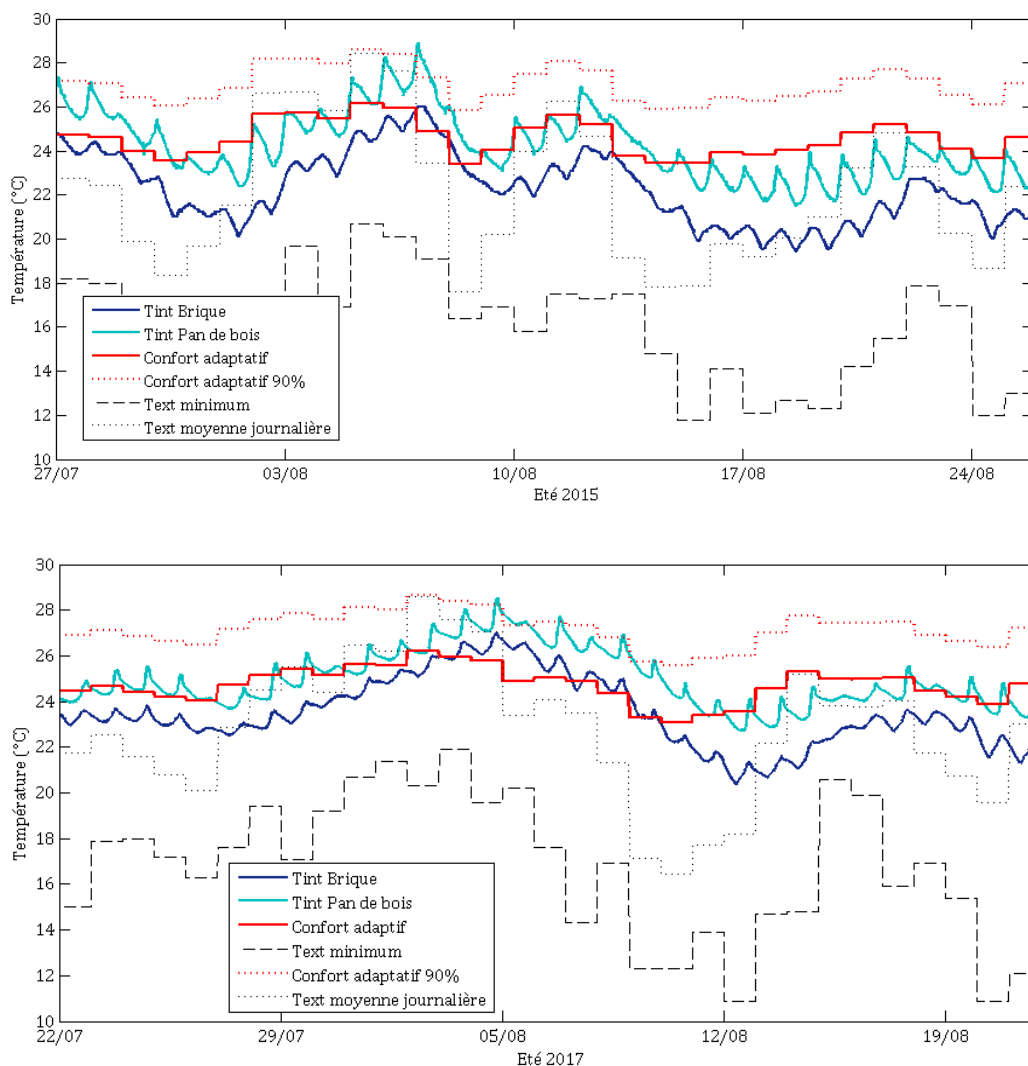 30
28
26
24
22
20
18
16
14
12
10
Température (°C)
Tint Brique
Tint Pan de bois
Confort adaptatif
Confort adaptatif 90%
Text minimum
Text moyenne journalière
27/07 03/08 10/08 17/08 24/08
Eté 2015
30
28
26
24
22
20
18
16
14
12
10
Température (°C)
Tint Brique
Tint Pan de bois
Confort adaptif
Text minimum
Confort adaptatif 90%
Text moyenne journalière
22/07 29/07 05/08 12/08 19/08
Eté 2017